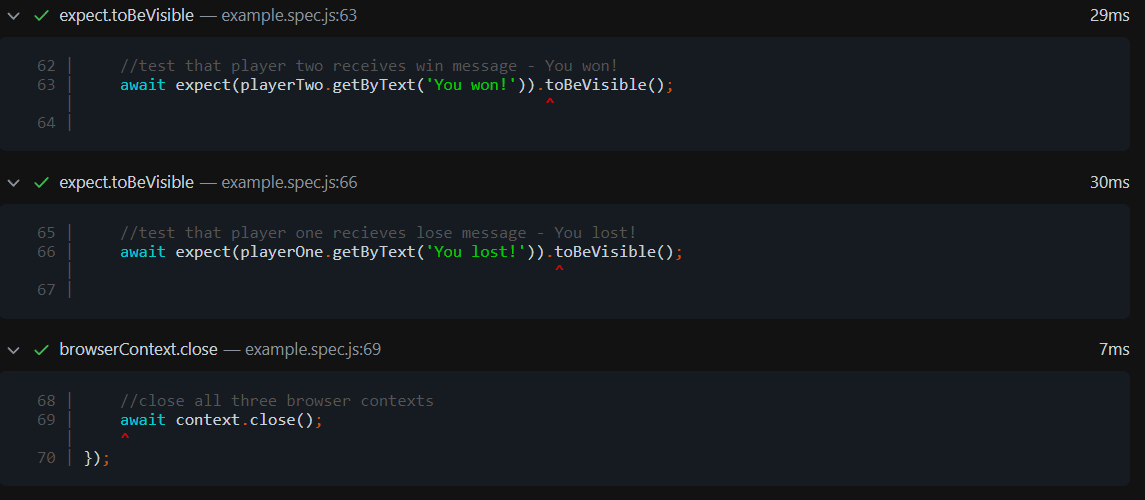 expect.toBeVisible — example.spec.js:63 29ms
62 | //test that player two receives win message - You won!
63 | await expect(playerTwo.getByText('You won!')).toBeVisible();
| ^
64 |
expect.toBeVisible — example.spec.js:66 30ms
65 | //test that player one recieves lose message - You lost!
66 | await expect(playerOne.getByText('You lost!')).toBeVisible();
| ^
67 |
browserContext.close — example.spec.js:69 7ms
68 | //close all three browser contexts
69 | await context.close();
| ^
70 | });